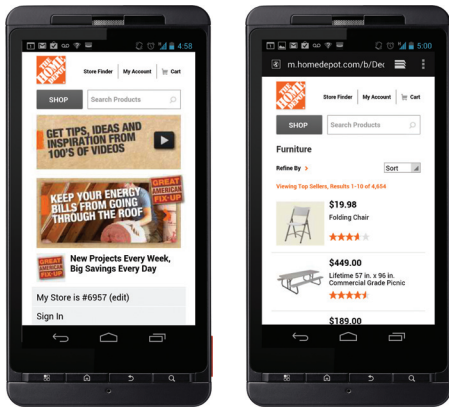 4:58
THE HOME DEPOT
Store Finder My Account Cart
SHOP Search Products
GET TIPS, IDEAS AND
INSPIRATION FROM
100'S OF VIDEOS
GREAT
AMERICAN
FIX-UP
KEEP YOUR ENERGY
BILLS FROM GOING
THROUGH THE ROOF
GREAT
AMERICAN
FIX-UP
New Projects Every Week,
Big Savings Every Day
My Store is #6957 (edit)
Sign In
5:00
m.homedepot.com/b/Dec
THE HOME DEPOT
Store Finder My Account Cart
SHOP Search Products
Furniture
Refine By > Sort
Viewing Top Sellers, Results 1-10 of 4,654
$19.98
Folding Chair
$449.00
Lifetime 57 in. x 96 in.
Commercial Grade Picnic
$189.00